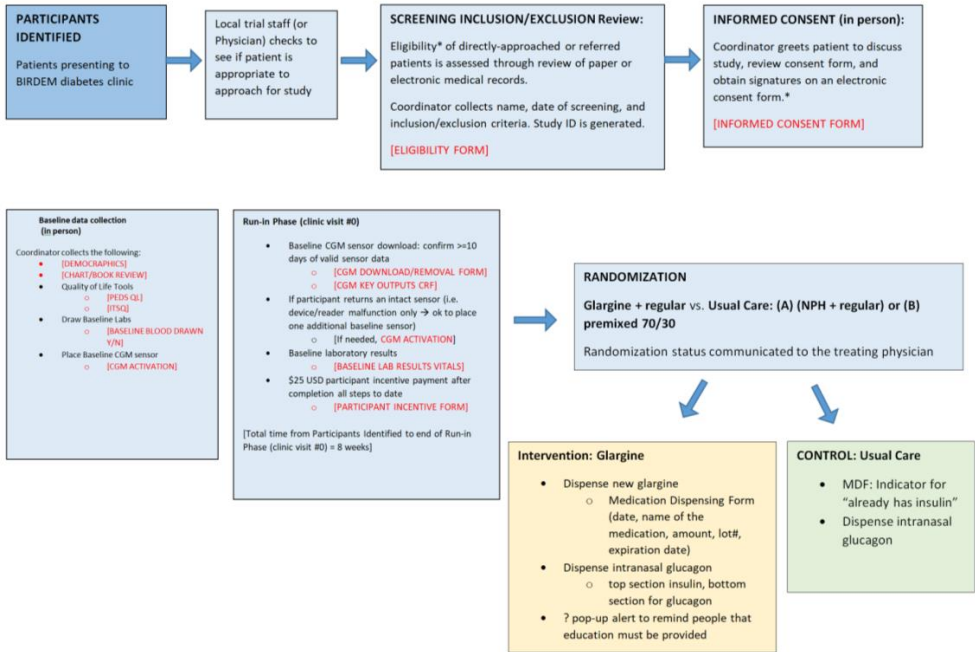 PARTICIPANTS
IDENTIFIED
Patients presenting to
BIRDEM diabetes clinic
Local trial staff (or
Physician) checks to
see if patient is
appropriate to
approach for study
SCREENING INCLUSION/EXCLUSION Review:
Eligibility* of directly-approached or referred
patients is assessed through review of paper or
electronic medical records.
Coordinator collects name, date of screening, and
inclusion/exclusion criteria. Study ID is generated.
[ELIGIBILITY FORM]
INFORMED CONSENT (in person):
Coordinator greets patient to discuss
study, review consent form, and
obtain signatures on an electronic
consent form.*
[INFORMED CONSENT FORM]
Baseline data collection
(in person)
Coordinator collects the following:
• [DEMOGRAPHICS]
• [CHART/BOOK REVIEW]
• Quality of Life Tools
o [PEDS QL]
o [ITSQ]
• Draw Baseline Labs
o [BASELINE BLOOD DRAWN
Y/N]
• Place Baseline CGM sensor
o [CGM ACTIVATION]
Run-in Phase (clinic visit #0)
• Baseline CGM sensor download: confirm >=10
days of valid sensor data
o [CGM DOWNLOAD/REMOVAL FORM]
o [CGM KEY OUTPUTS CRF]
• If participant returns an intact sensor (i.e.
device/reader malfunction only → ok to place
one additional baseline sensor)
o [If needed, CGM ACTIVATION]
• Baseline laboratory results
o [BASELINE LAB RESULTS VITALS]
• $25 USD participant incentive payment after
completion all steps to date
o [PARTICIPANT INCENTIVE FORM]
[Total time from Participants Identified to end of Run-in
Phase (clinic visit #0) = 8 weeks]
RANDOMIZATION
Glargine + regular vs. Usual Care: (A) (NPH + regular) or (B)
premixed 70/30
Randomization status communicated to the treating physician
Intervention: Glargine
• Dispense new glargine
o Medication Dispensing Form
(date, name of the
medication, amount, lot#,
expiration date)
• Dispense intranasal glucagon
o top section insulin, bottom
section for glucagon
• ? pop-up alert to remind people that
education must be provided
CONTROL: Usual Care
• MDF: Indicator for
"already has insulin"
• Dispense intranasal
glucagon